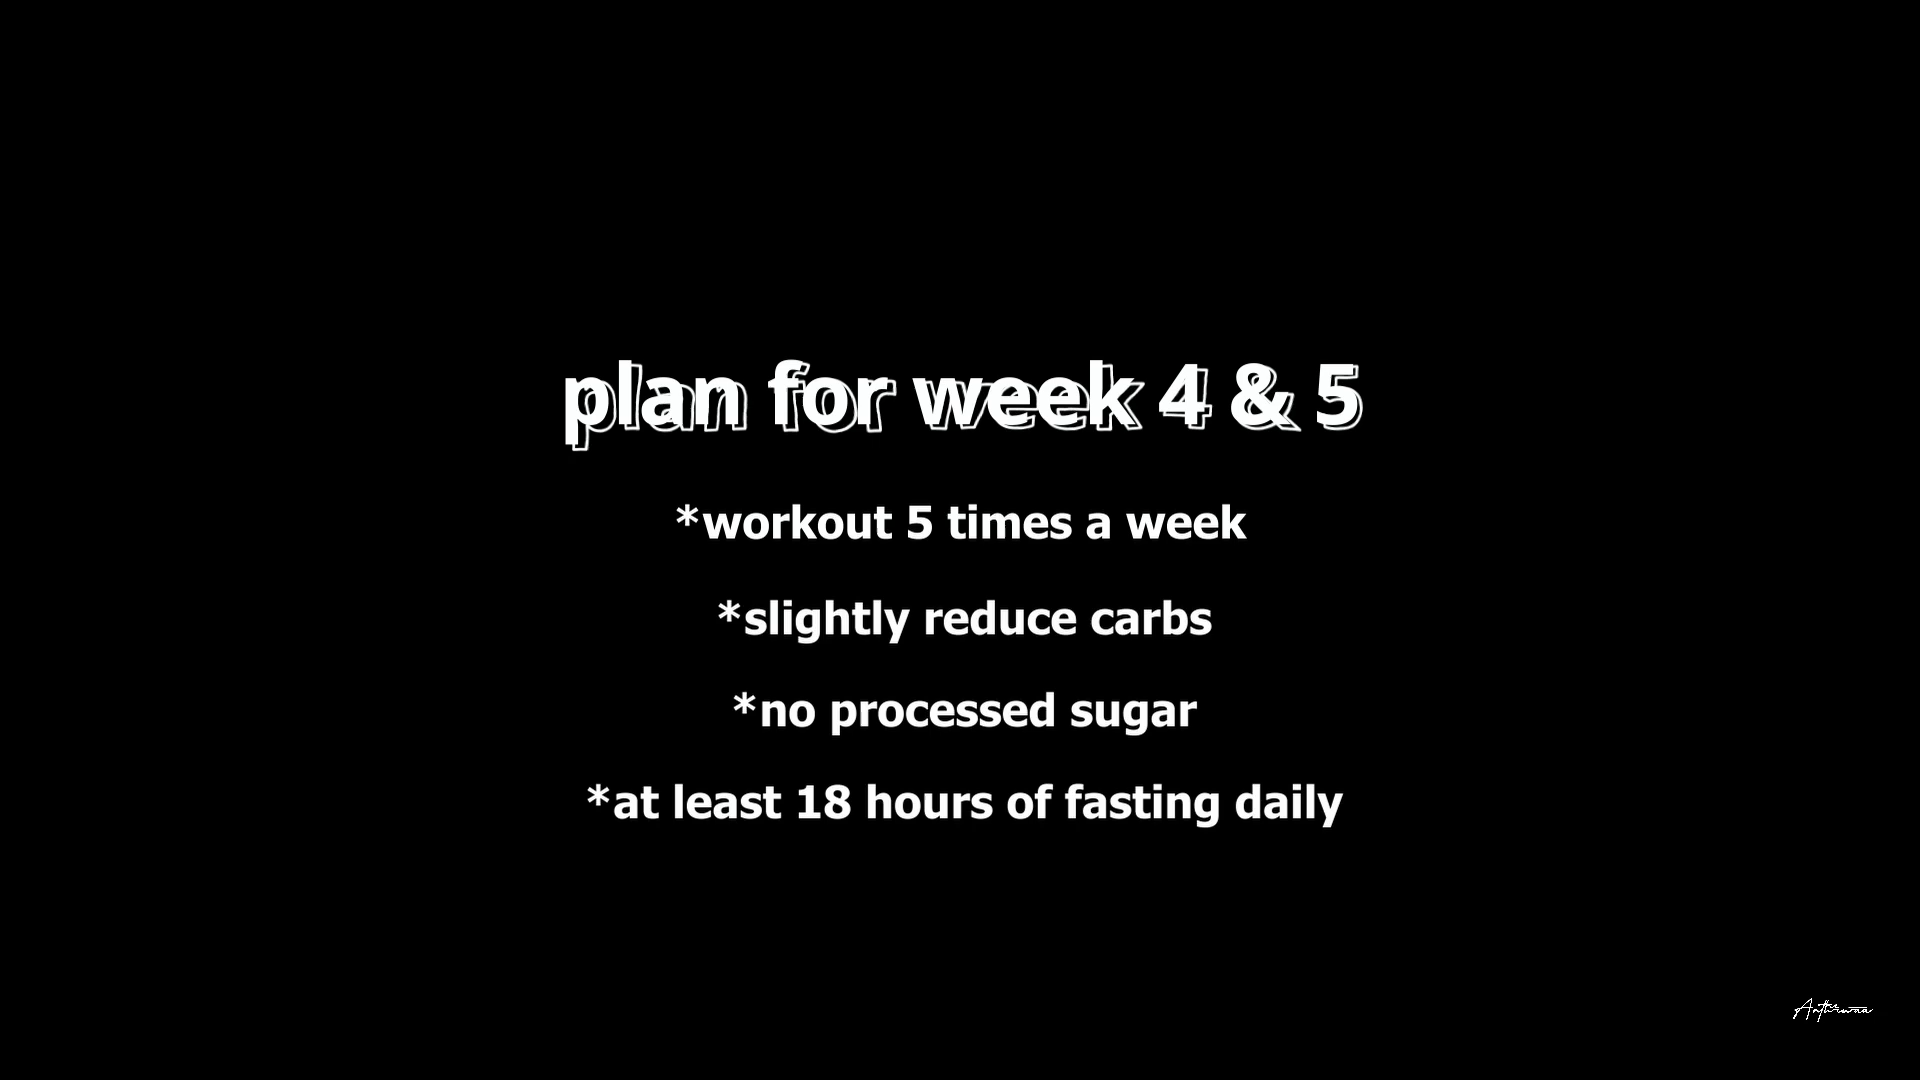 plan for week 4 & 5
*workout 5 times a week
*slightly reduce carbs
*no processed sugar
*at least 18 hours of fasting daily